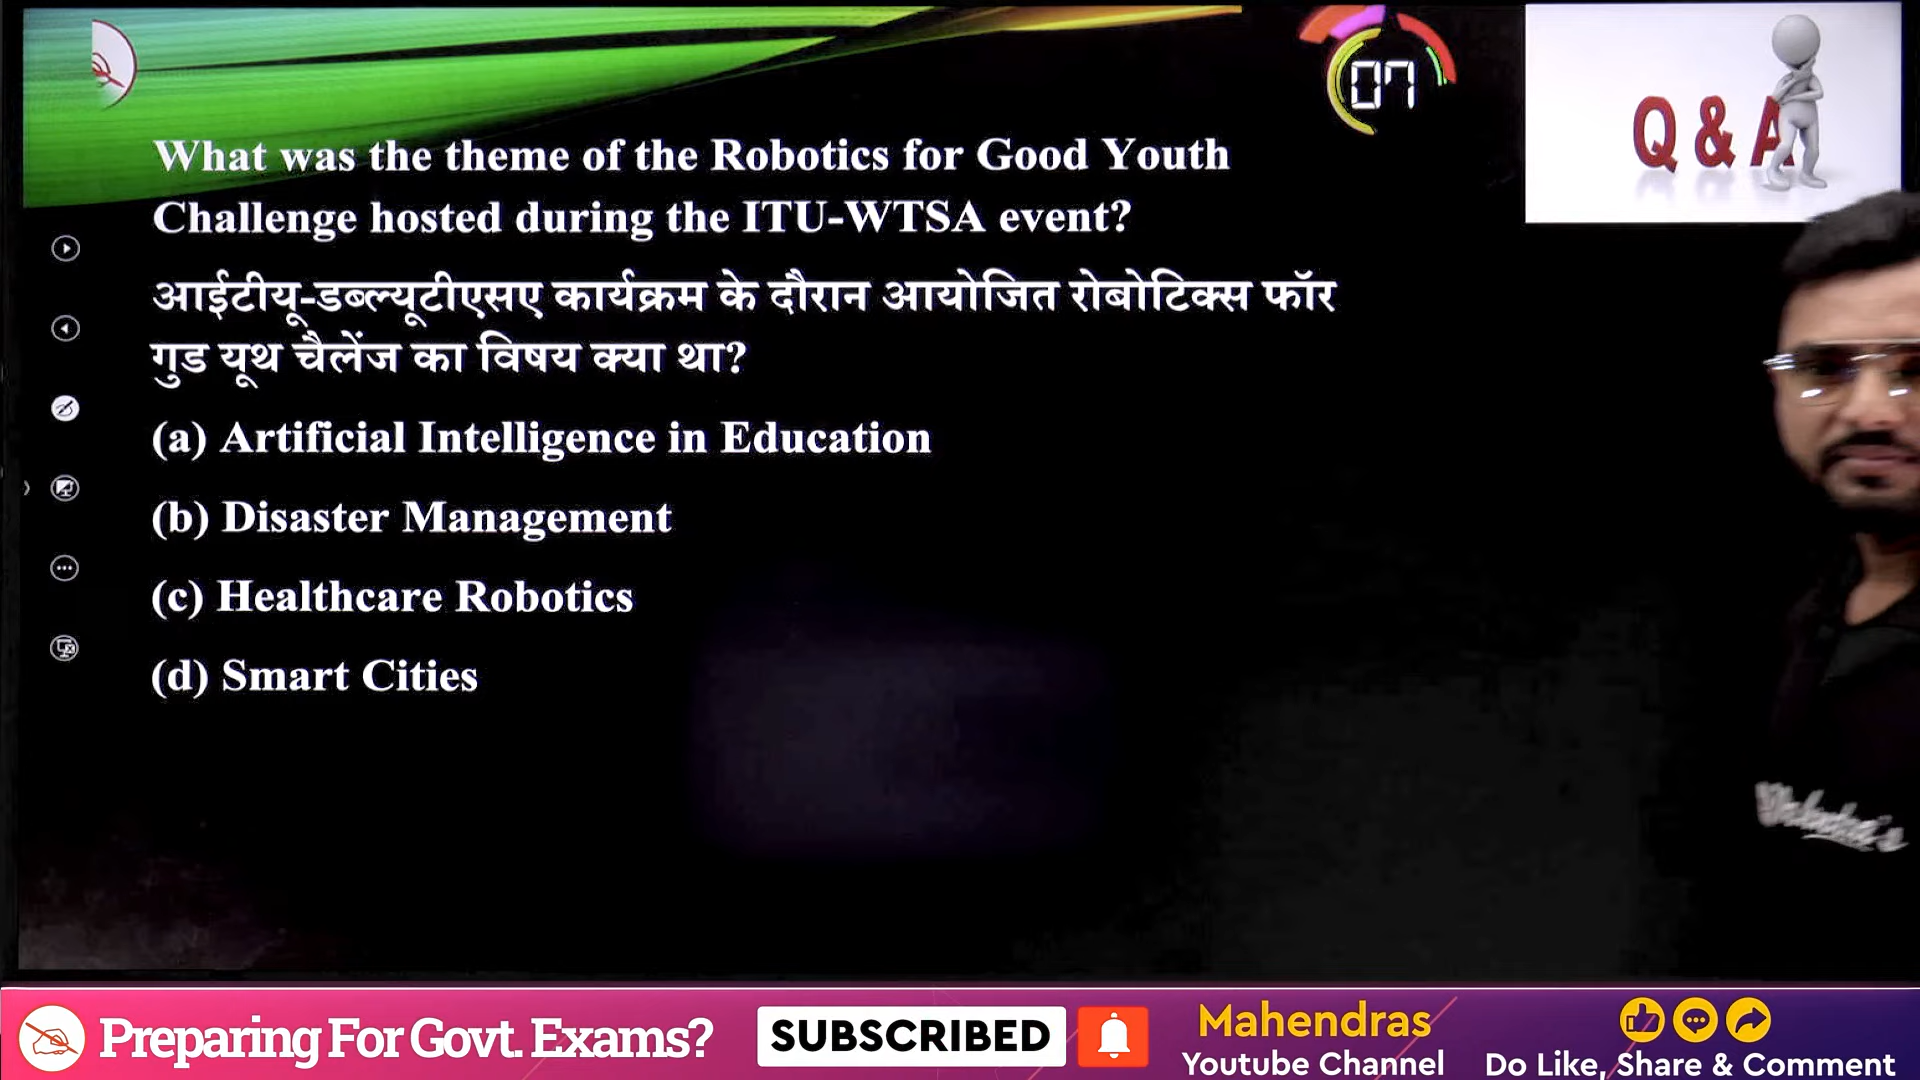 07
Q & A
What was the theme of the Robotics for Good Youth
Challenge hosted during the ITU-WTSA event?
आईटीयू-डब्ल्यूटीएसए कार्यक्रम के दौरान आयोजित रोबोटिक्स फॉर
गुड यूथ चैलेंज का विषय क्या था?
(a) Artificial Intelligence in Education
(b) Disaster Management
(c) Healthcare Robotics
(d) Smart Cities
Preparing For Govt. Exams?
SUBSCRIBED
Mahendras
Youtube Channel
Do Like, Share & Comment